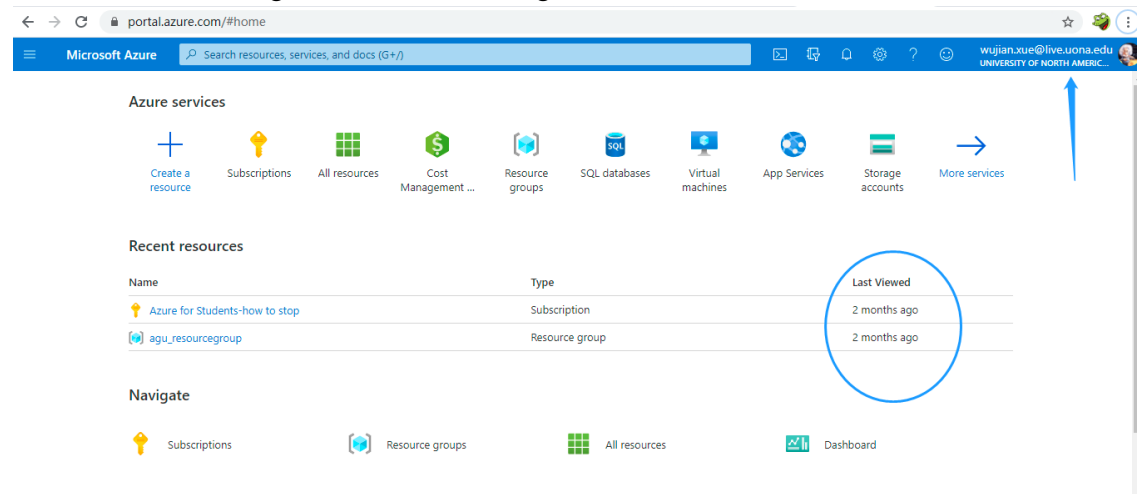 portal.azure.com/#home
Microsoft Azure
Search resources, services, and docs (G+/)
wujian.xue@live.uona.edu
UNIVERSITY OF NORTH AMERIC...
Azure services
Create a
resource
Subscriptions
All resources
Cost
Management ...
Resource
groups
SQL
SQL databases
Virtual
machines
App Services
Storage
accounts
More services
Recent resources
Name Type Last Viewed
Azure for Students-how to stop Subscription 2 months ago
agu_resourcegroup Resource group 2 months ago
Navigate
Subscriptions Resource groups All resources Dashboard